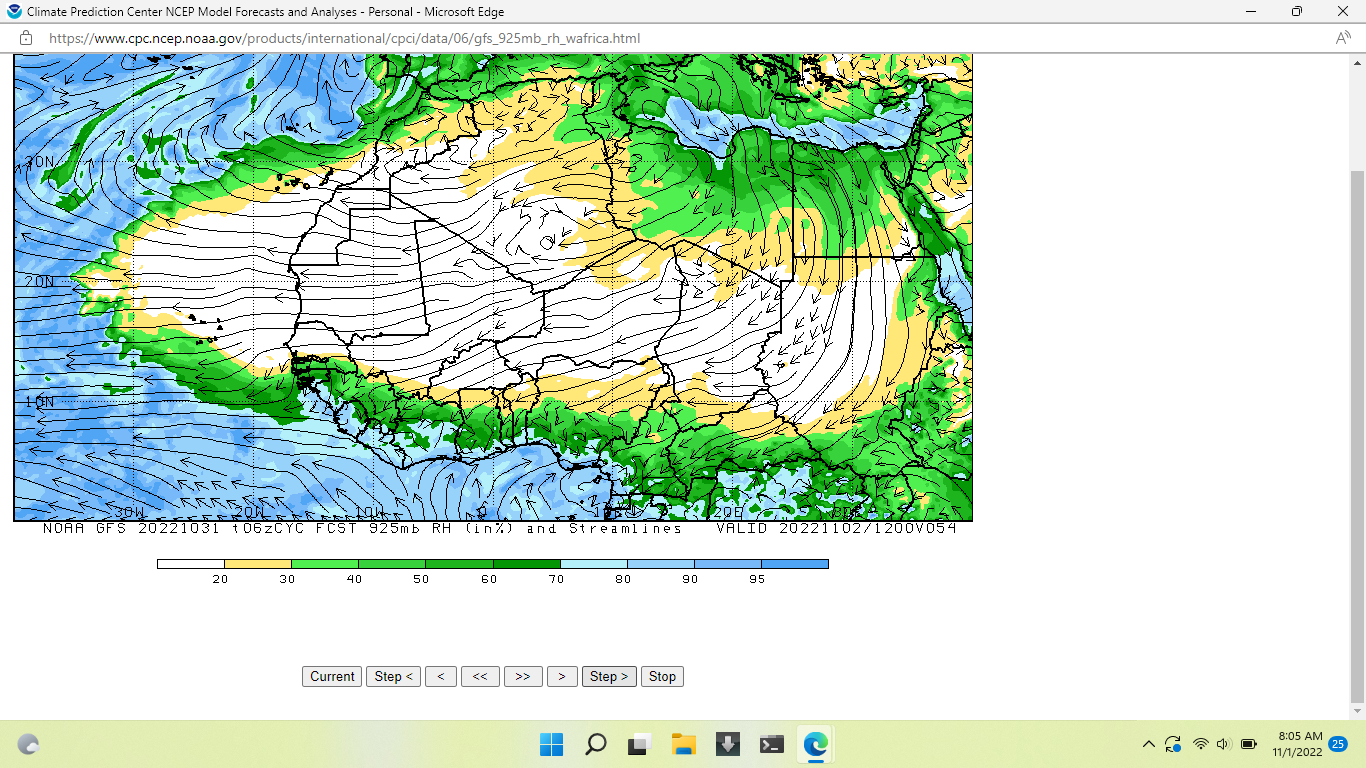 Climate Prediction Center NCEP Model Forecasts and Analyses - Personal - Microsoft Edge
https://www.cpc.ncep.noaa.gov/products/international/cpci/data/06/gfs_925mb_rh_wafrica.html
30N
20N
10N
30W 20W 10W 0 10E 20E 30E
NOAA GFS 20221031 t06zCYC FCST 925mb RH (in%) and Streamlines VALID 20221102/1200V054
20 30 40 50 60 70 80 90 95
Current Step < < << >> > Step > Stop
8:05 AM
11/1/2022 25